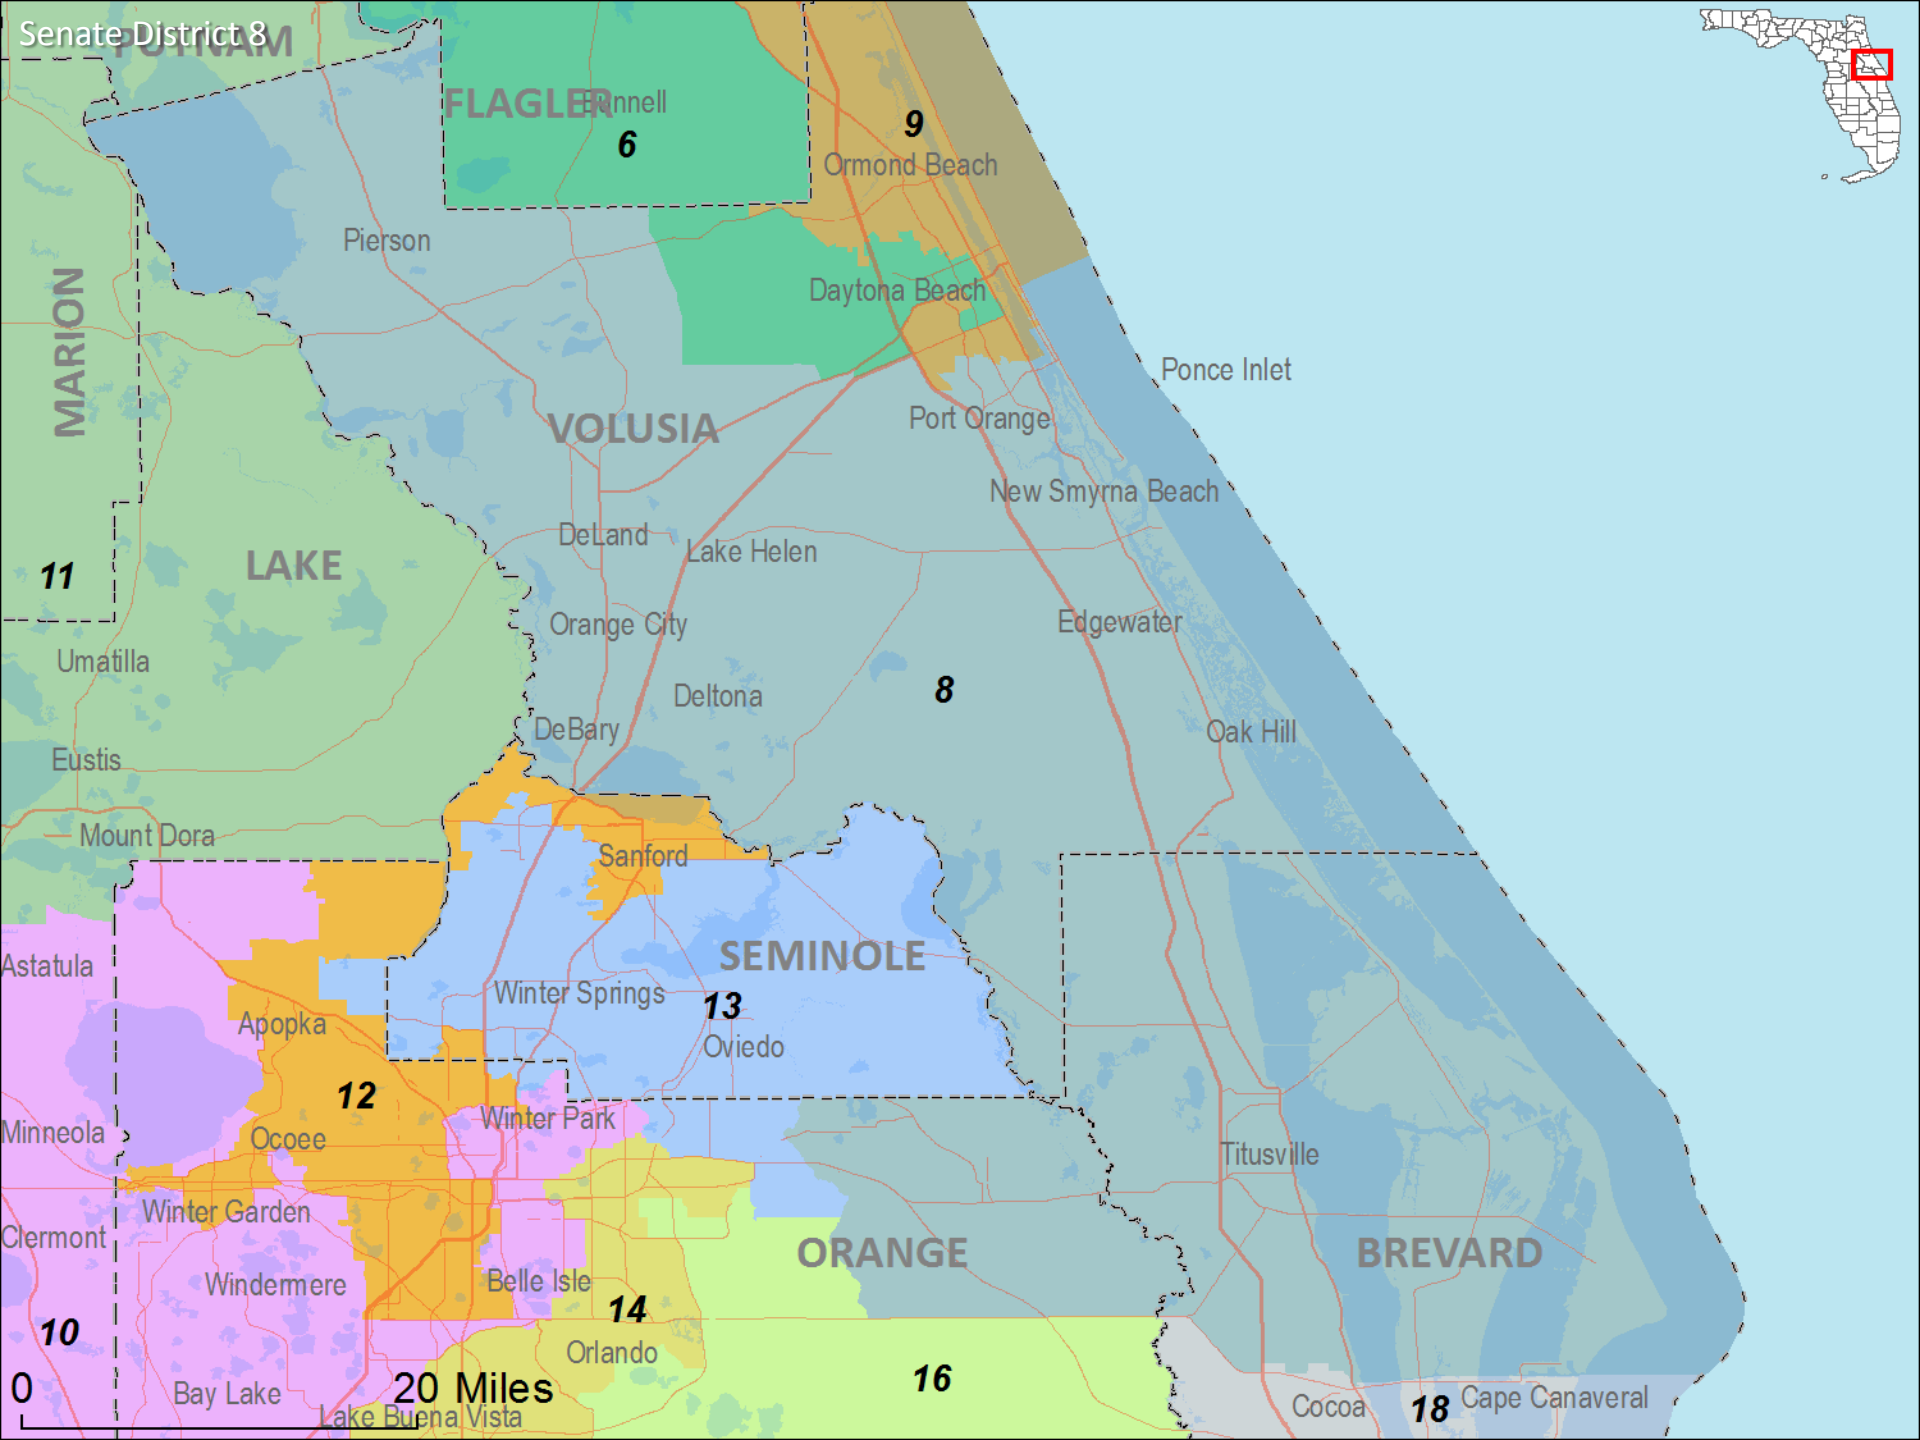 Senate District 8
PUTNAM
FLAGLER
Bunnell
6
9
Ormond Beach
Pierson
MARION
Daytona Beach
Ponce Inlet
VOLUSIA
Port Orange
New Smyrna Beach
DeLand
Lake Helen
LAKE
11
Orange City
Edgewater
Umatilla
Deltona
8
DeBary
Oak Hill
Eustis
Mount Dora
Sanford
SEMINOLE
Astatula
Winter Springs
13
Apopka
Oviedo
12
Winter Park
Minneola
Ocoee
Titusville
Winter Garden
Clermont
ORANGE
BREVARD
Windermere
Belle Isle
14
10
Orlando
16
0
20 Miles
Bay Lake
Cape Canaveral
Cocoa
18
Lake Buena Vista